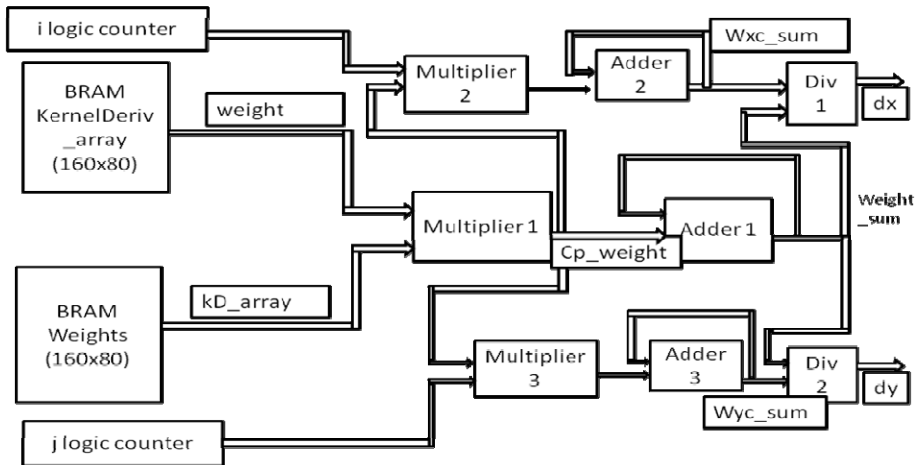 i logic counter
BRAM
KernelDeriv
_array
(160x80)
weight
Multiplier
2
Adder
2
Wxc_sum
Div
1
dx
Multiplier 1
Cp_weight
Adder 1
Weight
_sum
BRAM
Weights
(160x80)
kD_array
Multiplier
3
Adder
3
Div
2
dy
Wyc_sum
j logic counter